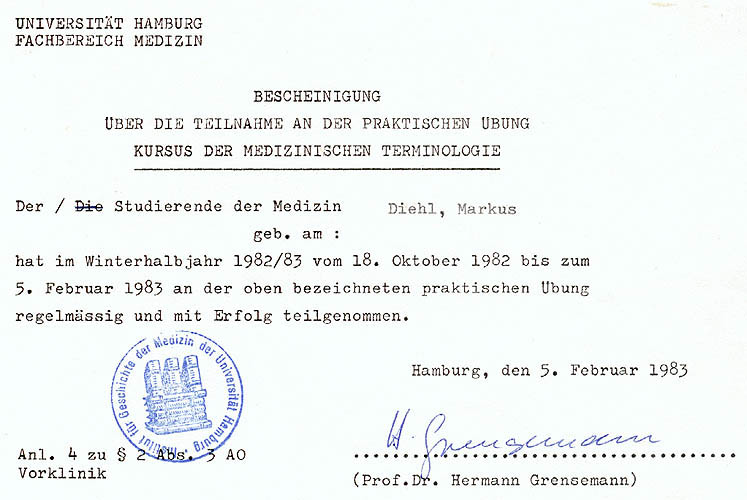 UNIVERSITÄT HAMBURG
FACHBEREICH MEDIZIN
BESCHEINIGUNG
ÜBER DIE TEILNAHME AN DER PRAKTISCHEN ÜBUNG
KURSUS DER MEDIZINISCHEN TERMINOLOGIE
Der / Die Studierende der Medizin Diehl, Markus
geb. am :
hat im Winterhalbjahr 1982/83 vom 18. Oktober 1982 bis zum
5. Februar 1983 an der oben bezeichneten praktischen Übung
regelmässig und mit Erfolg teilgenommen.
Institut für Geschichte der Medizin der Universität Hamburg
Hamburg, den 5. Februar 1983
H. Grensemann
Anl. 4 zu § 2 Abs. 3 AO
Vorklinik
(Prof.Dr. Hermann Grensemann)